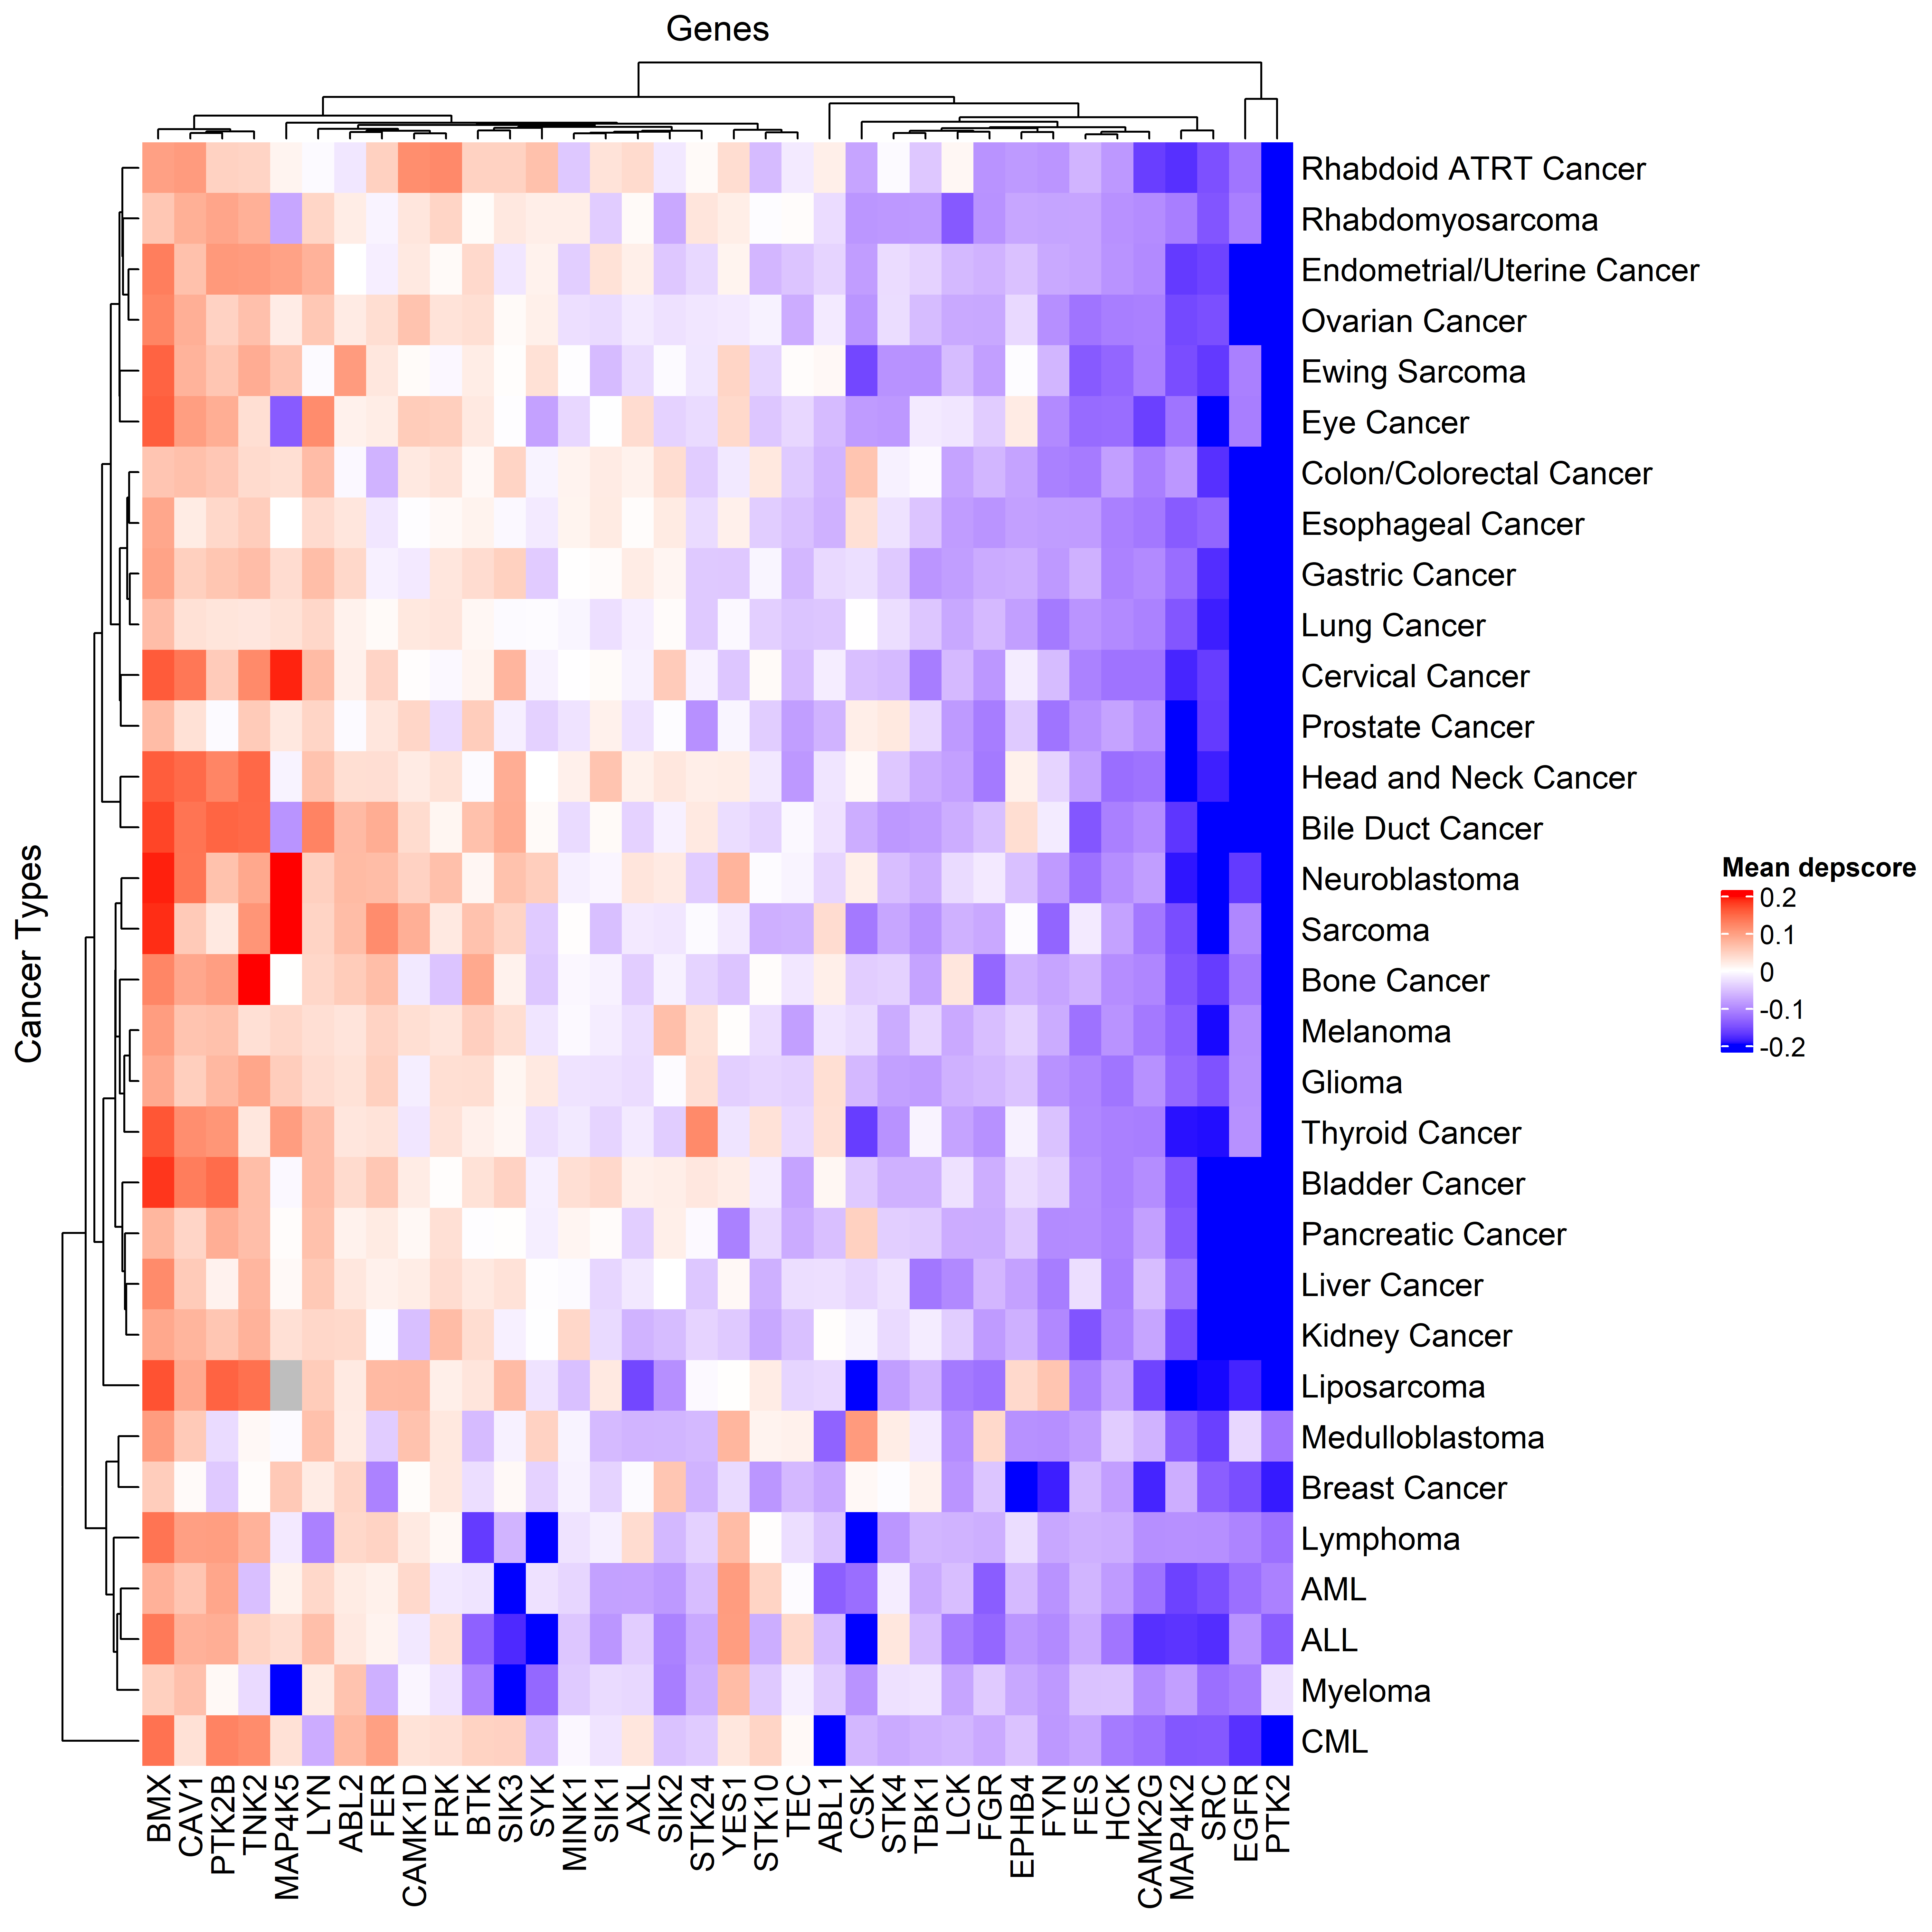 Genes
Rhabdoid ATRT Cancer
Rhabdomyosarcoma
Endometrial/Uterine Cancer
Ovarian Cancer
Ewing Sarcoma
Eye Cancer
Colon/Colorectal Cancer
Esophageal Cancer
Gastric Cancer
Lung Cancer
Cervical Cancer
Prostate Cancer
Head and Neck Cancer
Bile Duct Cancer
Neuroblastoma
Sarcoma
Bone Cancer
Melanoma
Glioma
Thyroid Cancer
Bladder Cancer
Pancreatic Cancer
Liver Cancer
Kidney Cancer
Liposarcoma
Medulloblastoma
Breast Cancer
Lymphoma
AML
ALL
Myeloma
CML
Cancer Types
Mean depscore
0.2
0.1
0
-0.1
-0.2
BMX
CAV1
PTK2B
TNK2
MAP4K5
LYN
ABL2
FER
CAMK1D
FRK
BTK
SIK3
SYK
MINK1
SIK1
AXL
SIK2
STK24
YES1
STK10
TEC
ABL1
CSK
STK4
TBK1
LCK
FGR
EPHB4
FYN
FES
HCK
CAMK2G
MAP4K2
SRC
EGFR
PTK2